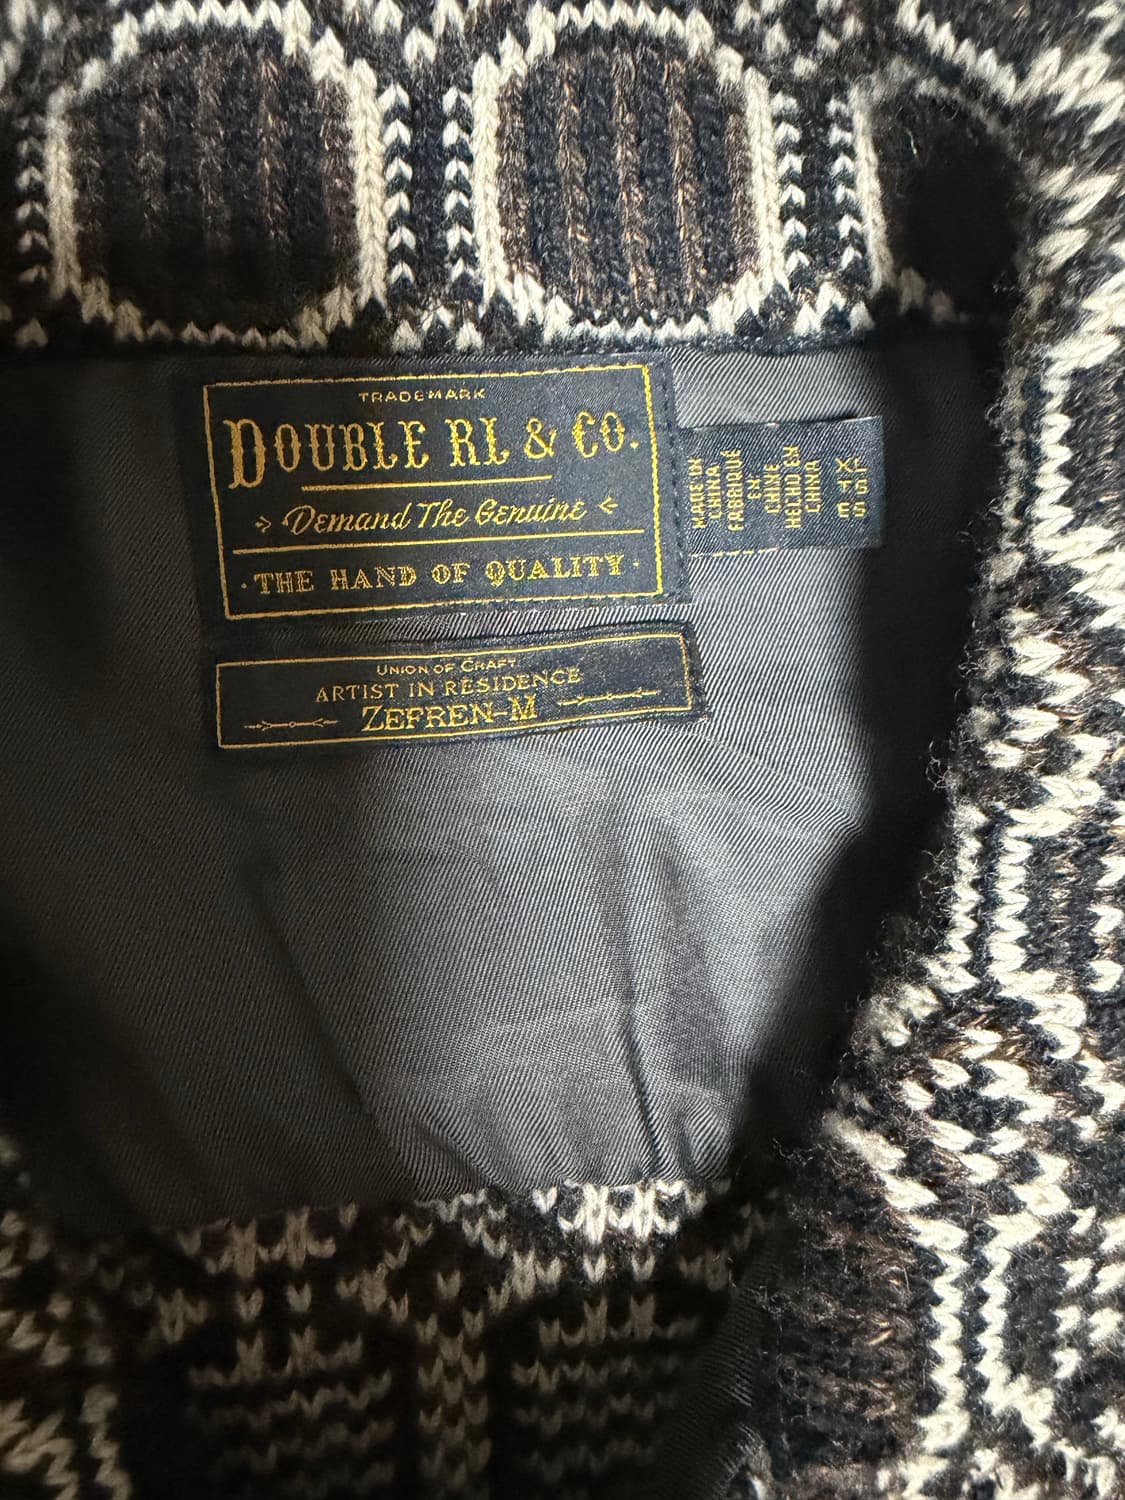 TRADEMARK
DOUBLE RL & CO.
Demand The Genuine
· THE HAND OF QUALITY ·
UNION OF CRAFT
ARTIST IN RESIDENCE
ZEFREN-M
MADE IN
CHINA
FABRIQUÉ
EN
CHINE
HECHO EN
CHINA
XL
TG
EG